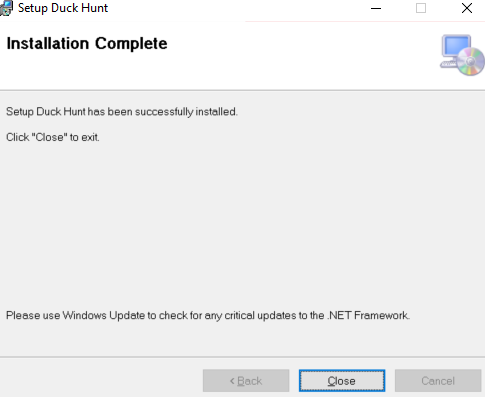 Setup Duck Hunt
Installation Complete
Setup Duck Hunt has been successfully installed.
Click "Close" to exit.
Please use Windows Update to check for any critical updates to the .NET Framework.
< Back
Close
Cancel